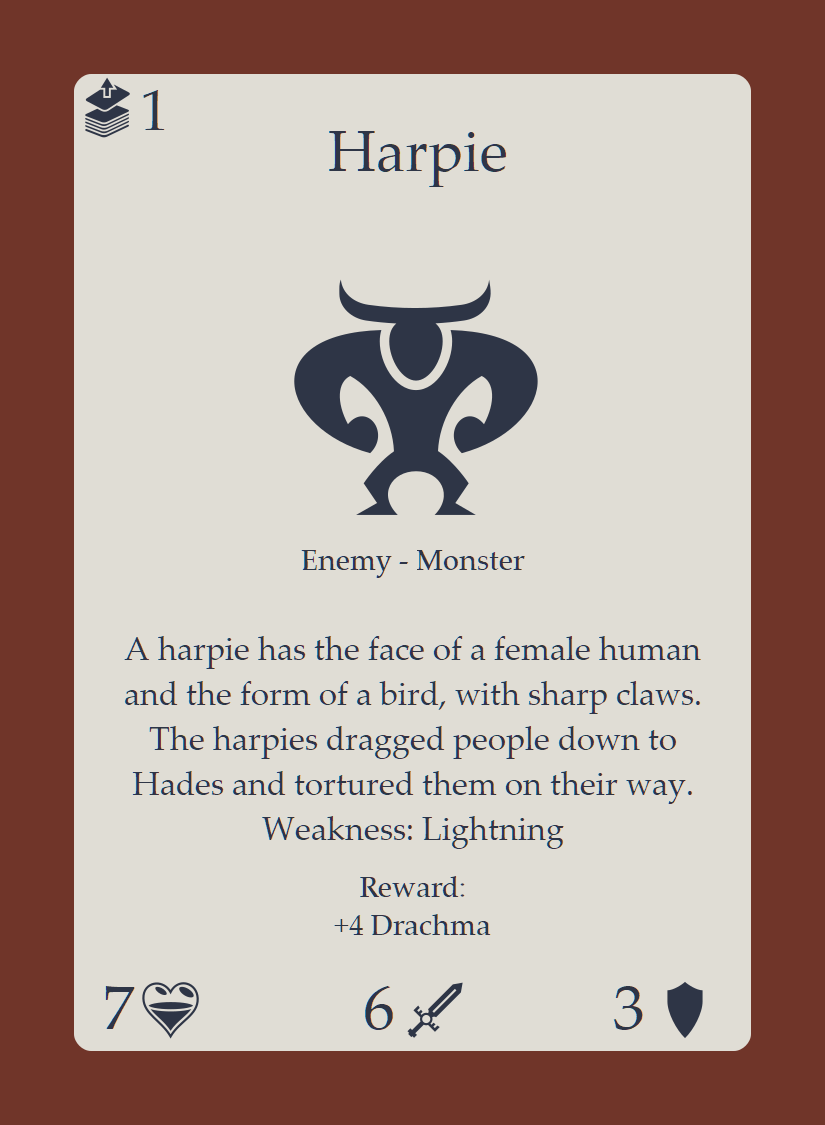 1
Harpie
Enemy - Monster
A harpie has the face of a female human
and the form of a bird, with sharp claws.
The harpies dragged people down to
Hades and tortured them on their way.
Weakness: Lightning
Reward:
+4 Drachma
7 6 3